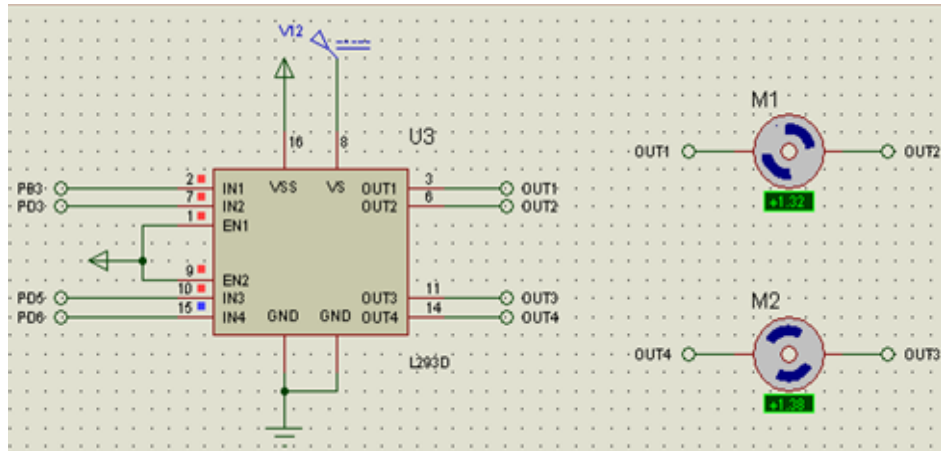 V12
16
8
U3
M1
OUT1
OUT2
+1.32
PB3
2
IN1
VSS
VS
OUT1
3
OUT1
PD3
7
IN2
OUT2
6
OUT2
1
EN1
9
EN2
PD5
10
IN3
OUT3
11
OUT3
PD6
15
IN4
GND
GND
OUT4
14
OUT4
L293D
M2
OUT4
OUT3
+1.38